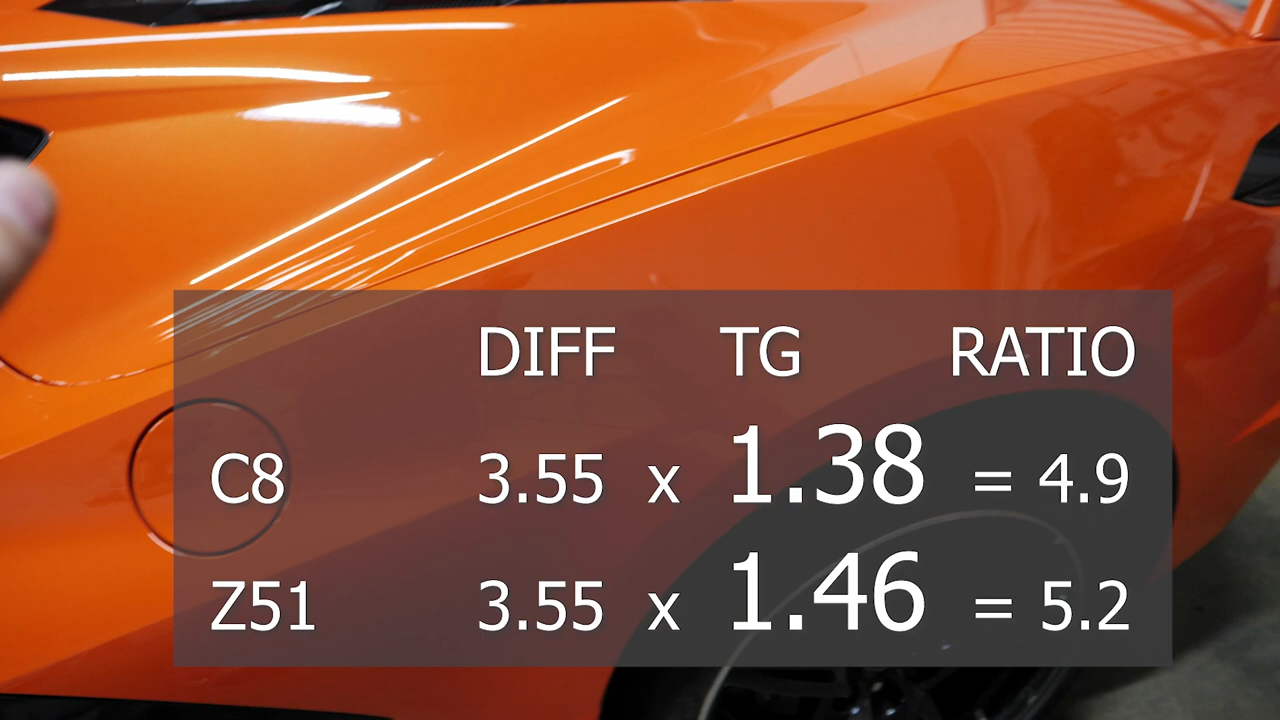 DIFF TG RATIO
C8 3.55 x 1.38 = 4.9
Z51 3.55 x 1.46 = 5.2